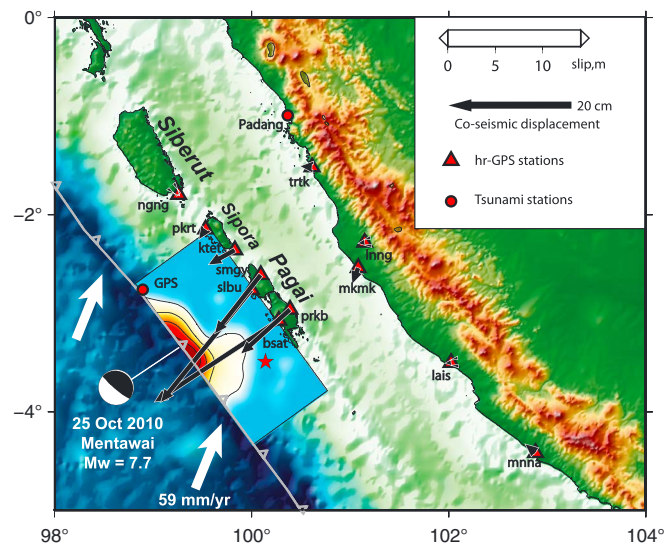 0°
−2°
−4°
98°
100°
102°
104°
0 5 10 slip,m
20 cm
Co-seismic displacement
hr-GPS stations
Tsunami stations
Padang
trtk
Siberut
ngng
pkrt
Sipora
ktet
lnng
smgy
Pagai
slbu
mkmk
GPS
prkb
bsat
lais
mnna
25 Oct 2010
Mentawai
Mw = 7.7
59 mm/yr